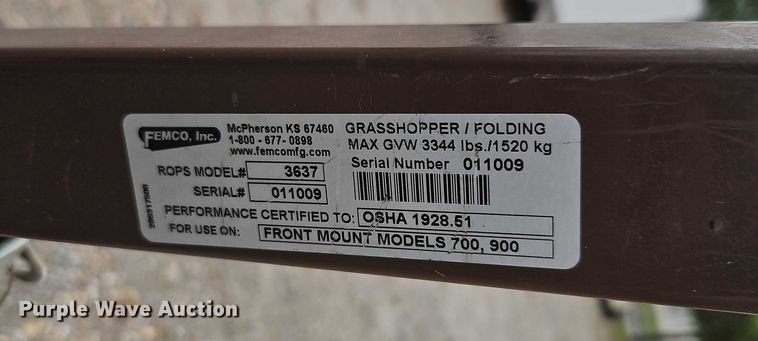 FEMCO, Inc.
McPherson KS 67460
1-800-677-0898
www.femcomfg.com
GRASSHOPPER / FOLDING
MAX GVW 3344 lbs./1520 kg
Serial Number 011009
ROPS MODEL# 3637
SERIAL# 011009
PERFORMANCE CERTIFIED TO: OSHA 1928.51
FOR USE ON: FRONT MOUNT MODELS 700, 900
Purple Wave Auction